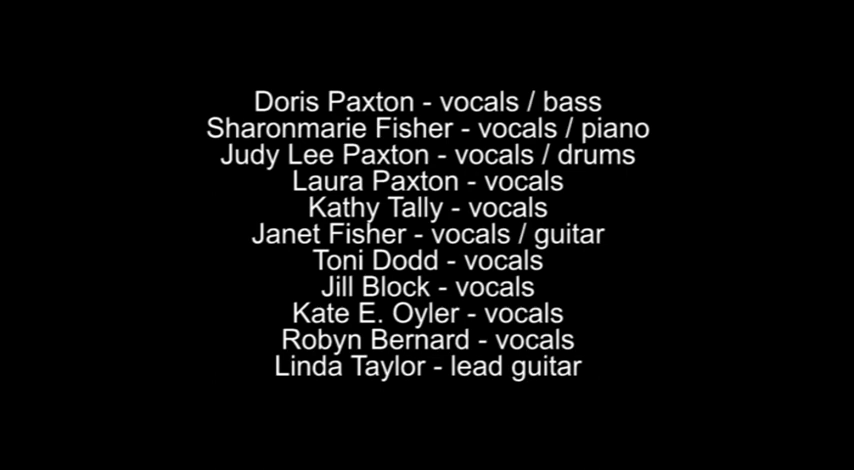 Doris Paxton - vocals / bass
Sharonmarie Fisher - vocals / piano
Judy Lee Paxton - vocals / drums
Laura Paxton - vocals
Kathy Tally - vocals
Janet Fisher - vocals / guitar
Toni Dodd - vocals
Jill Block - vocals
Kate E. Oyler - vocals
Robyn Bernard - vocals
Linda Taylor - lead guitar